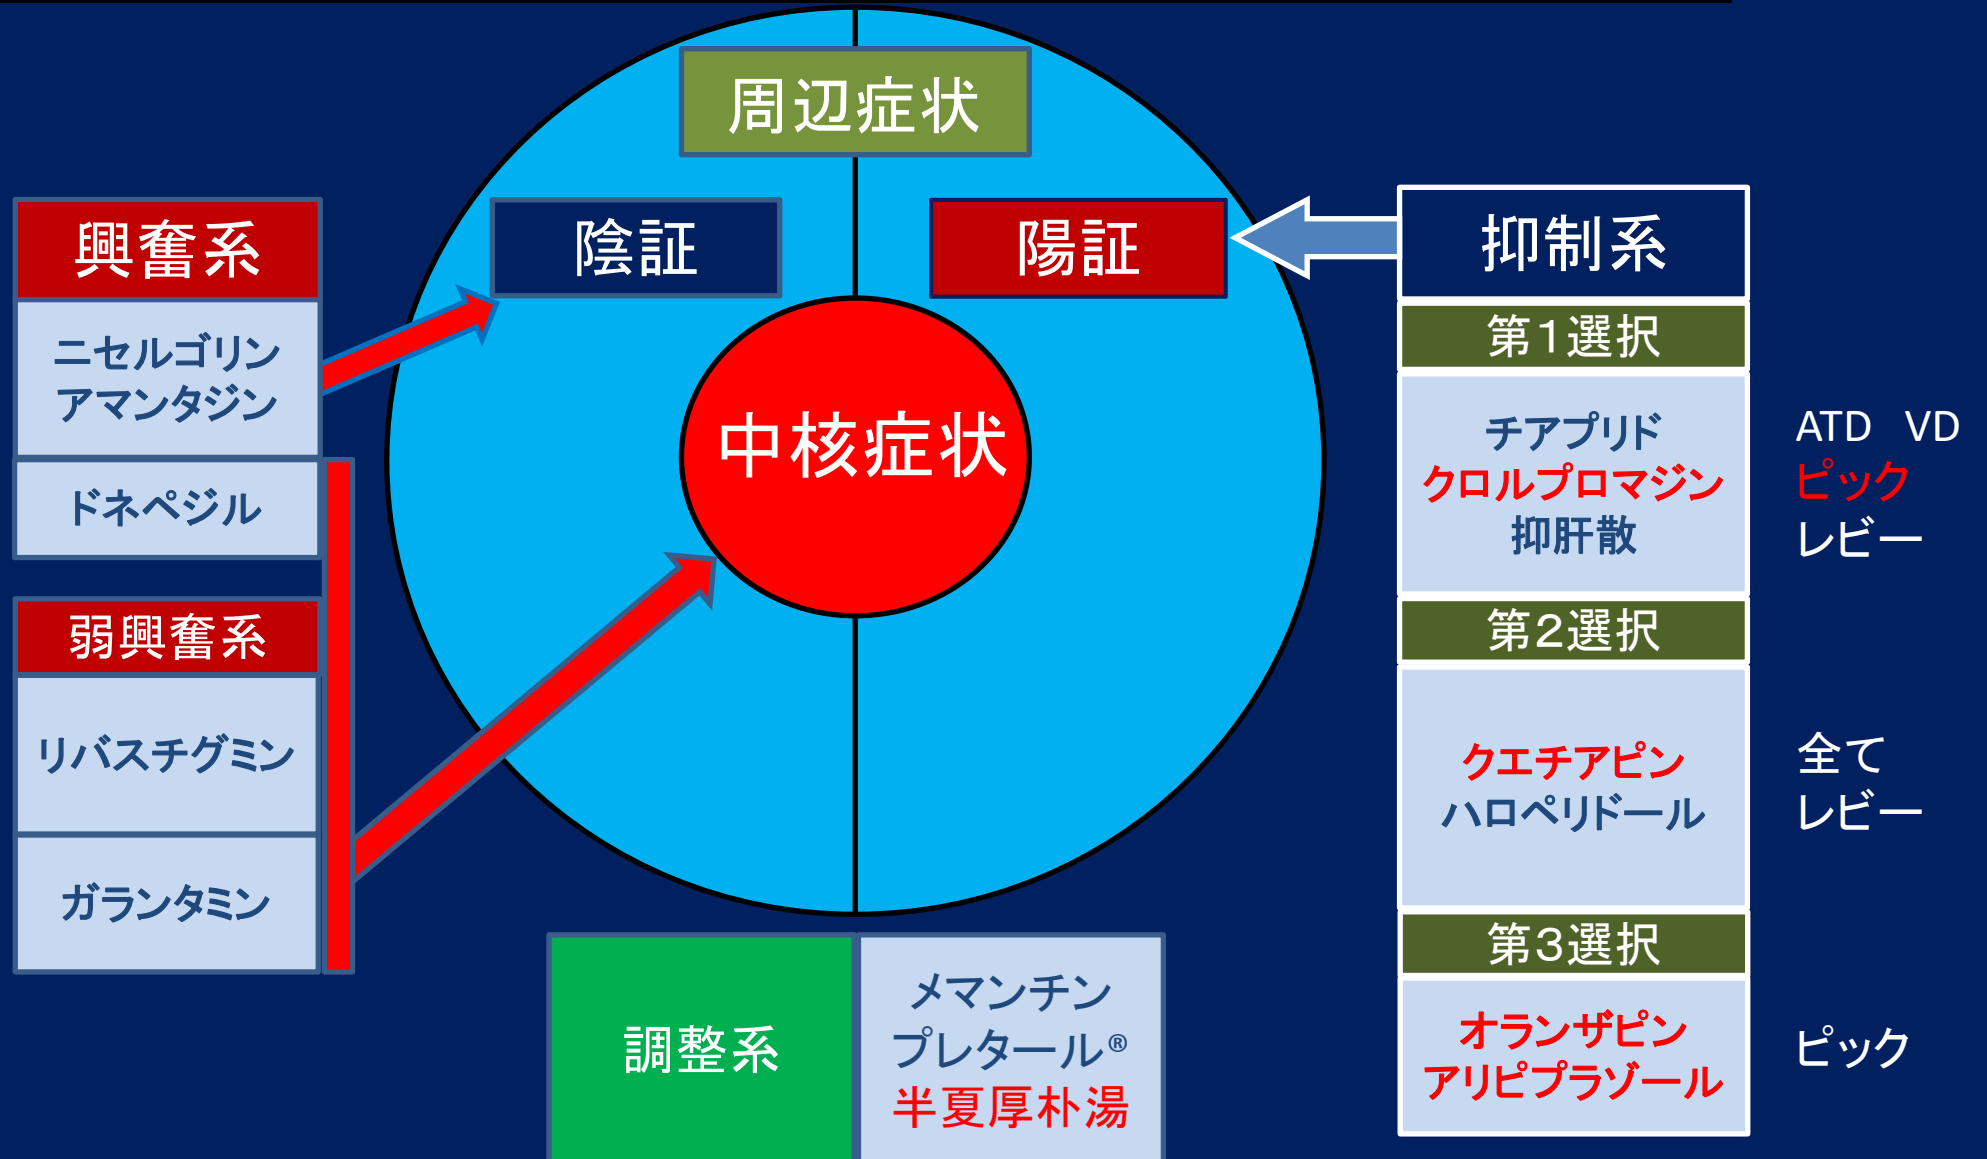 周辺症状
陰証
陽証
中核症状
興奮系
ニセルゴリン
アマンタジン
ドネペジル
弱興奮系
リバスチグミン
ガランタミン
調整系
メマンチン
プレタール®
半夏厚朴湯
抑制系
第1選択
チアプリド
クロルプロマジン
抑肝散
ATD VD
ピック
レビー
第2選択
クエチアピン
ハロペリドール
全て
レビー
第3選択
オランザピン
アリピプラゾール
ピック